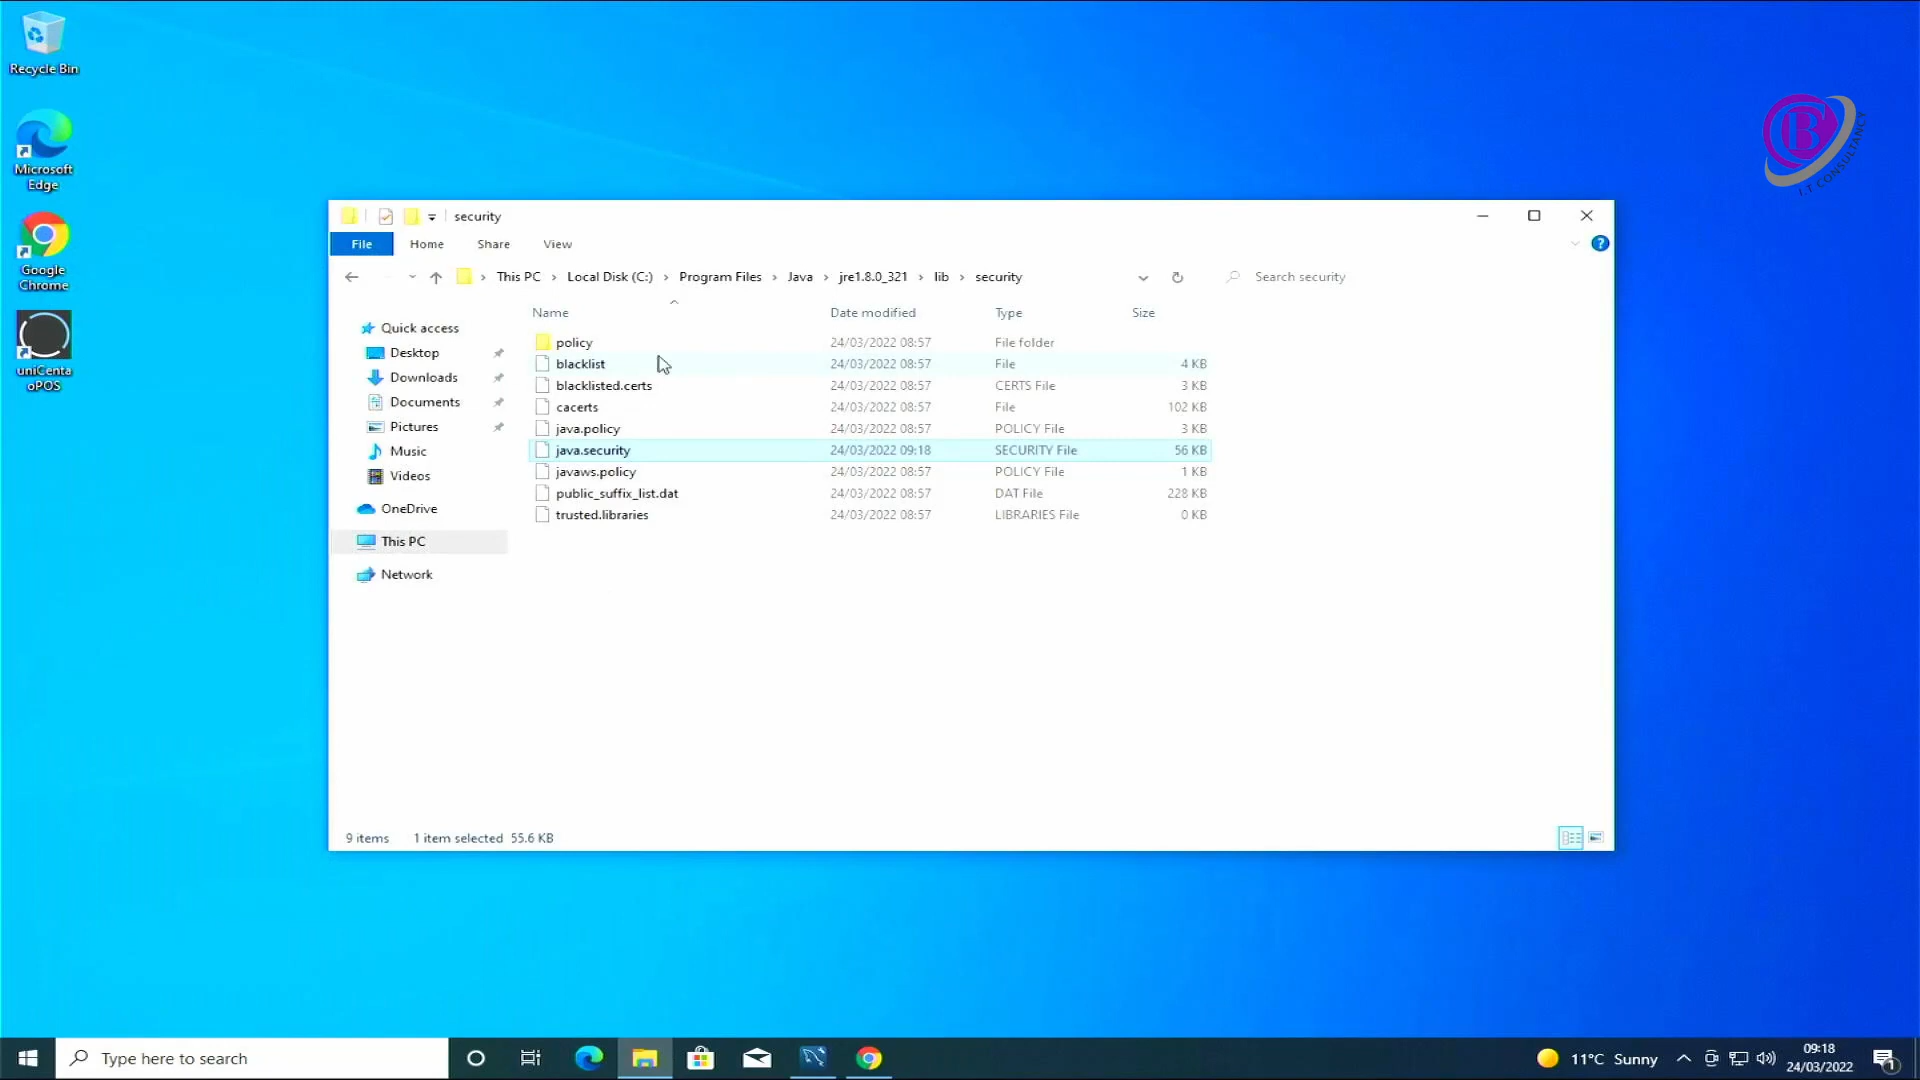 Recycle Bin
Microsoft
Edge
Google
Chrome
uniCenta
oPOS
B
I.T CONSULTANCY
security
File Home Share View
This PC › Local Disk (C:) › Program Files › Java › jre1.8.0_321 › lib › security
Search security
Name Date modified Type Size
Quick access
Desktop
Downloads
Documents
Pictures
Music
Videos
OneDrive
This PC
Network
policy 24/03/2022 08:57 File folder
blacklist 24/03/2022 08:57 File 4 KB
blacklisted.certs 24/03/2022 08:57 CERTS File 3 KB
cacerts 24/03/2022 08:57 File 102 KB
java.policy 24/03/2022 08:57 POLICY File 3 KB
java.security 24/03/2022 09:18 SECURITY File 56 KB
javaws.policy 24/03/2022 08:57 POLICY File 1 KB
public_suffix_list.dat 24/03/2022 08:57 DAT File 228 KB
trusted.libraries 24/03/2022 08:57 LIBRARIES File 0 KB
9 items 1 item selected 55.6 KB
Type here to search
11°C Sunny
09:18
24/03/2022
1